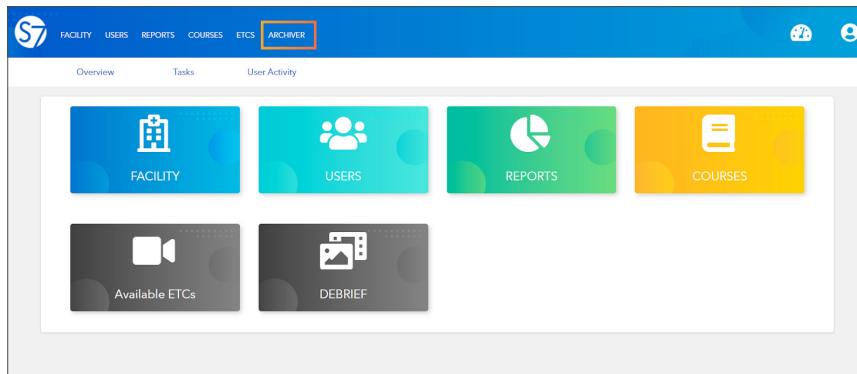 S7 FACILITY USERS REPORTS COURSES ETCS ARCHIVER
Overview Tasks User Activity
FACILITY USERS REPORTS COURSES
Available ETCs DEBRIEF